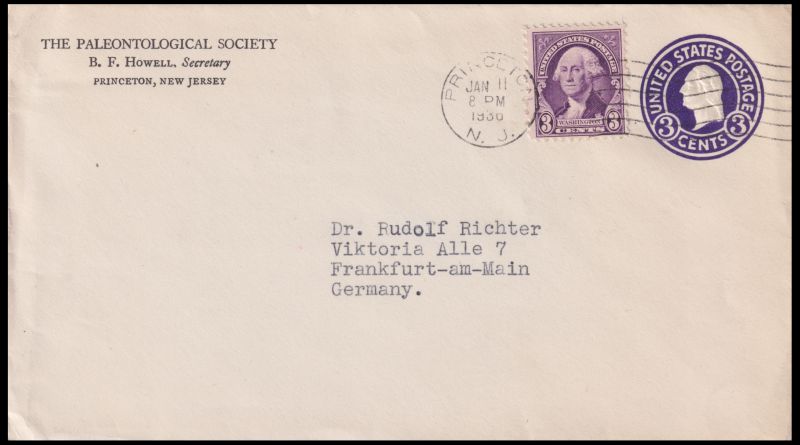 THE PALEONTOLOGICAL SOCIETY
B. F. HOWELL, Secretary
PRINCETON, NEW JERSEY
PRINCETON
JAN 11
8 PM
1936
N. J.
UNITED STATES POSTAGE
WASHINGTON
3 CENTS 3
UNITED STATES POSTAGE
3 CENTS 3
Dr. Rudolf Richter
Viktoria Alle 7
Frankfurt-am-Main
Germany.